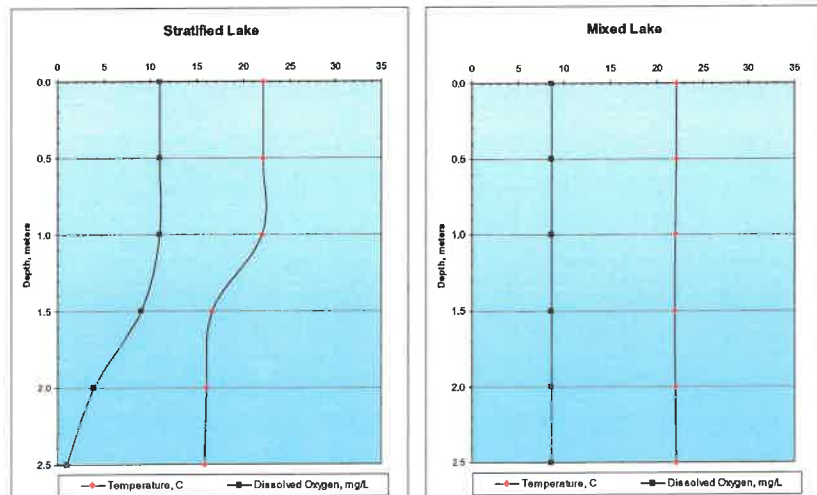 Stratified Lake
0 5 10 15 20 25 30 35
0.0
0.5
1.0
1.5
2.0
2.5
Depth, meters
Temperature, C Dissolved Oxygen, mg/L
Mixed Lake
0 5 10 15 20 25 30 35
0.0
0.5
1.0
1.5
2.0
2.5
Depth, meters
Temperature, C Dissolved Oxygen, mg/L